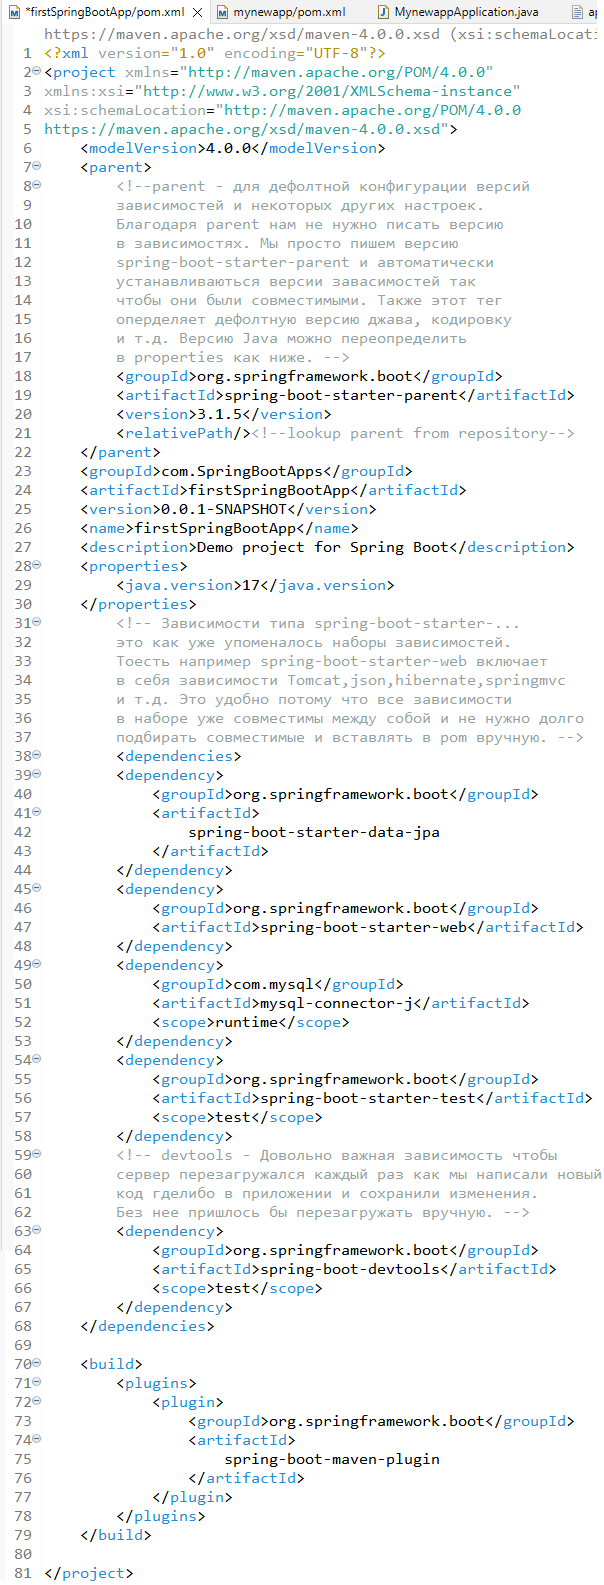 *firstSpringBootApp/pom.xml mynewapp/pom.xml MynewappApplication.java
https://maven.apache.org/xsd/maven-4.0.0.xsd (xsi:schemaLocati
1 <?xml version="1.0" encoding="UTF-8"?>
2 <project xmlns="http://maven.apache.org/POM/4.0.0"
3 xmlns:xsi="http://www.w3.org/2001/XMLSchema-instance"
4 xsi:schemaLocation="http://maven.apache.org/POM/4.0.0
5 https://maven.apache.org/xsd/maven-4.0.0.xsd">
6 <modelVersion>4.0.0</modelVersion>
7 <parent>
8 <!--parent - для дефолтной конфигурации версий
9 зависимостей и некоторых других настроек.
10 Благодаря parent нам не нужно писать версию
11 в зависимостях. Мы просто пишем версию
12 spring-boot-starter-parent и автоматически
13 устанавливаються версии завасимостей так
14 чтобы они были совместимыми. Также этот тег
15 оперделяет дефолтную версию джава, кодировку
16 и т.д. Версию Java можно переопределить
17 в properties как ниже. -->
18 <groupId>org.springframework.boot</groupId>
19 <artifactId>spring-boot-starter-parent</artifactId>
20 <version>3.1.5</version>
21 <relativePath/><!--lookup parent from repository-->
22 </parent>
23 <groupId>com.SpringBootApps</groupId>
24 <artifactId>firstSpringBootApp</artifactId>
25 <version>0.0.1-SNAPSHOT</version>
26 <name>firstSpringBootApp</name>
27 <description>Demo project for Spring Boot</description>
28 <properties>
29 <java.version>17</java.version>
30 </properties>
31 <!-- Зависимости типа spring-boot-starter-...
32 это как уже упоменалось наборы зависимостей.
33 Тоесть например spring-boot-starter-web включает
34 в себя зависимости Tomcat,json,hibernate,springmvc
35 и т.д. Это удобно потому что все зависимости
36 в наборе уже совместимы между собой и не нужно долго
37 подбирать совместимые и вставлять в pom вручную. -->
38 <dependencies>
39 <dependency>
40 <groupId>org.springframework.boot</groupId>
41 <artifactId>
42 spring-boot-starter-data-jpa
43 </artifactId>
44 </dependency>
45 <dependency>
46 <groupId>org.springframework.boot</groupId>
47 <artifactId>spring-boot-starter-web</artifactId>
48 </dependency>
49 <dependency>
50 <groupId>com.mysql</groupId>
51 <artifactId>mysql-connector-j</artifactId>
52 <scope>runtime</scope>
53 </dependency>
54 <dependency>
55 <groupId>org.springframework.boot</groupId>
56 <artifactId>spring-boot-starter-test</artifactId>
57 <scope>test</scope>
58 </dependency>
59 <!-- devtools - Довольно важная зависимость чтобы
60 сервер перезагружался каждый раз как мы написали новый
61 код гделибо в приложении и сохранили изменения.
62 Без нее пришлось бы перезагружать вручную. -->
63 <dependency>
64 <groupId>org.springframework.boot</groupId>
65 <artifactId>spring-boot-devtools</artifactId>
66 <scope>test</scope>
67 </dependency>
68 </dependencies>
69
70 <build>
71 <plugins>
72 <plugin>
73 <groupId>org.springframework.boot</groupId>
74 <artifactId>
75 spring-boot-maven-plugin
76 </artifactId>
77 </plugin>
78 </plugins>
79 </build>
80
81 </project>